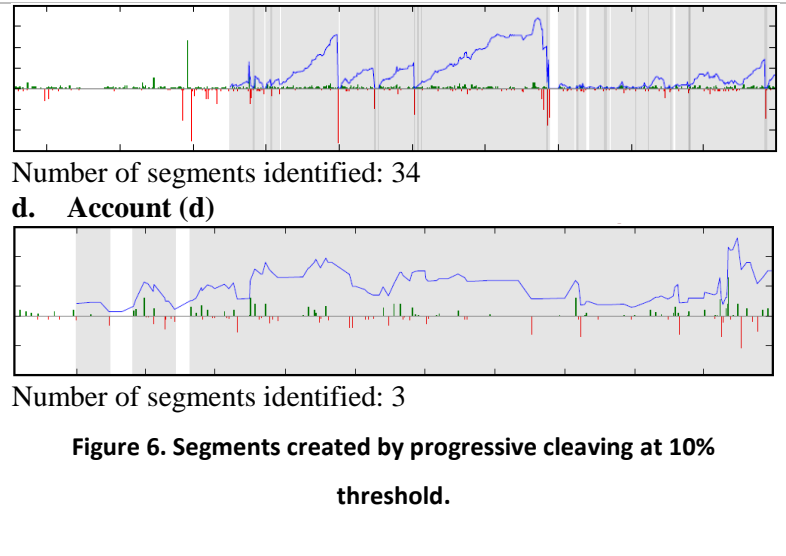 Number of segments identified: 34
d. Account (d)
Number of segments identified: 3
Figure 6. Segments created by progressive cleaving at 10%
threshold.